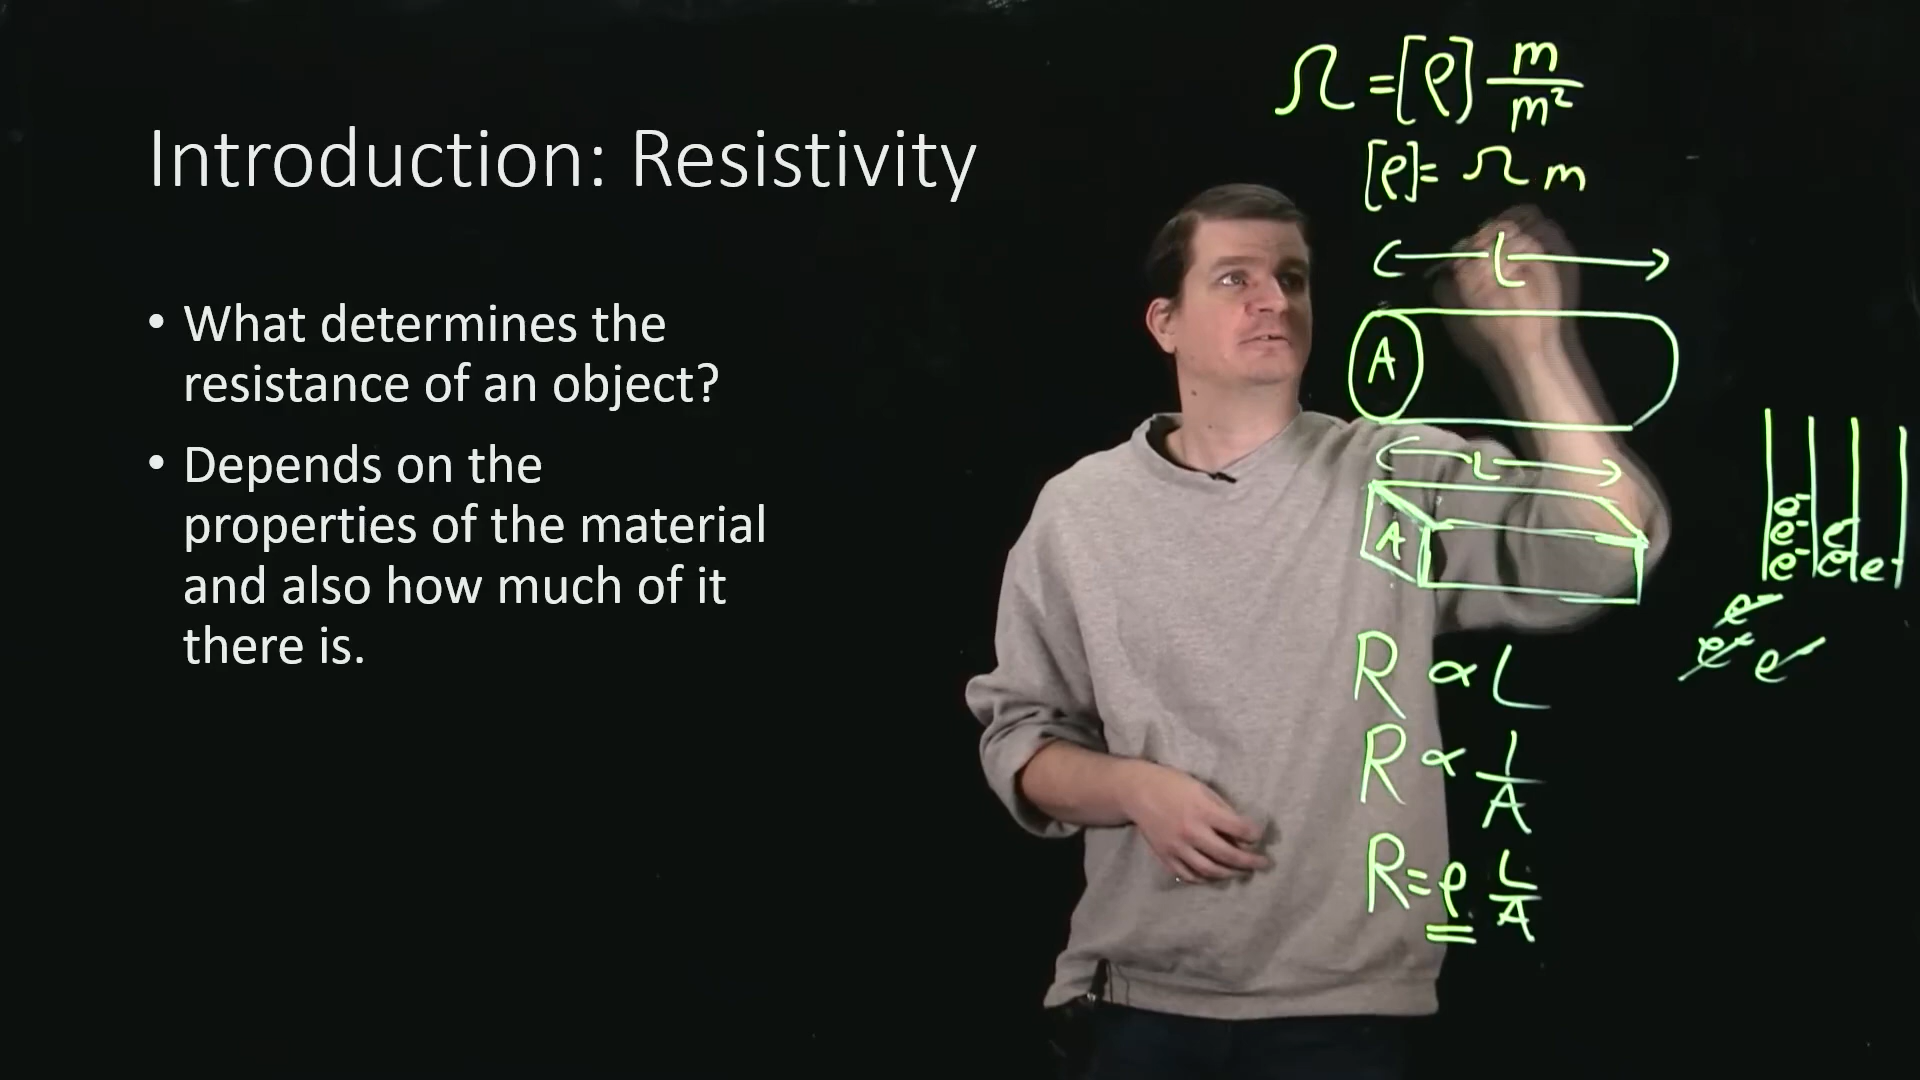 Introduction: Resistivity
• What determines the
resistance of an object?
• Depends on the
properties of the material
and also how much of it
there is.
Ω = [ρ] m/m²
[ρ] = Ω m
L
A
L
A
R ∝ L
R ∝ 1/A
R = ρ L/A
e⁻
e⁻ e⁻
e⁻ e⁻ e⁻
e⁻
e⁻ e⁻